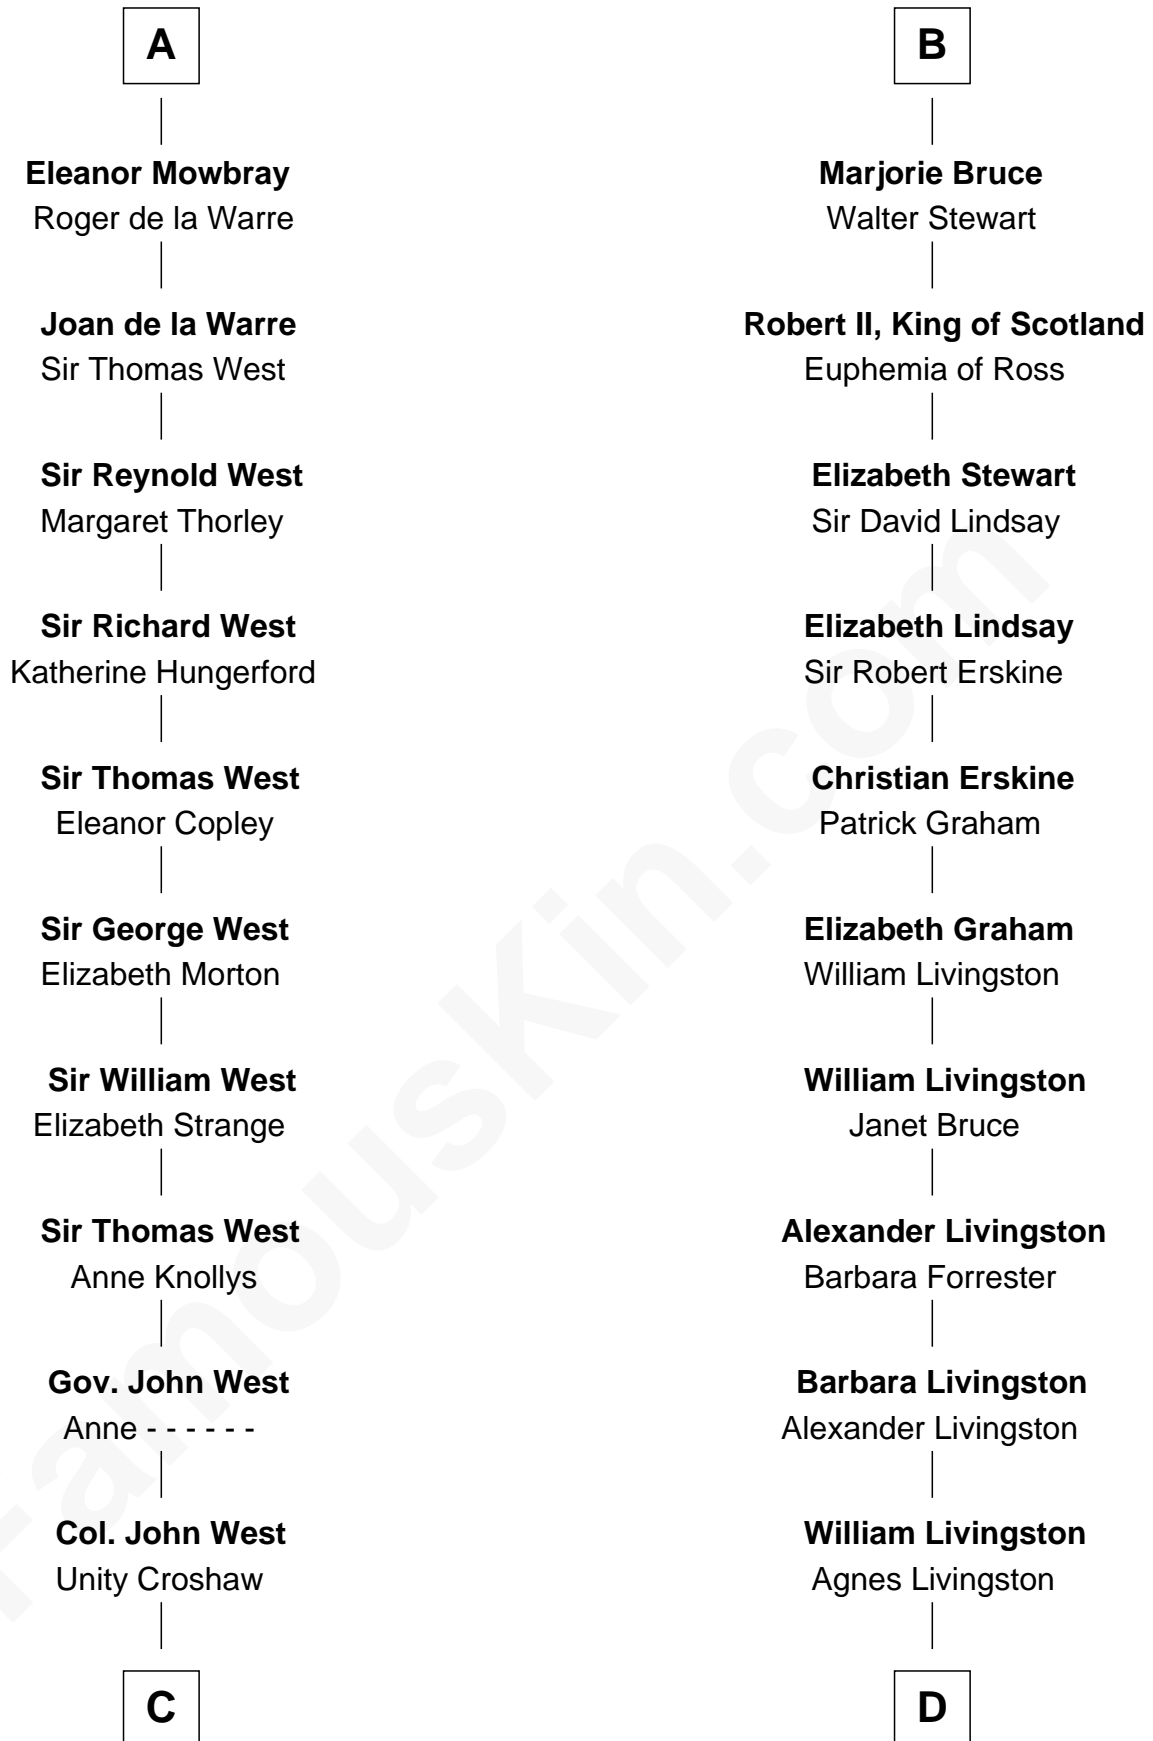 A
Eleanor Mowbray
Roger de la Warre
Joan de la Warre
Sir Thomas West
Sir Reynold West
Margaret Thorley
Sir Richard West
Katherine Hungerford
Sir Thomas West
Eleanor Copley
Sir George West
Elizabeth Morton
Sir William West
Elizabeth Strange
Sir Thomas West
Anne Knollys
Gov. John West
Anne - - - - - -
Col. John West
Unity Croshaw
C
B
Marjorie Bruce
Walter Stewart
Robert II, King of Scotland
Euphemia of Ross
Elizabeth Stewart
Sir David Lindsay
Elizabeth Lindsay
Sir Robert Erskine
Christian Erskine
Patrick Graham
Elizabeth Graham
William Livingston
William Livingston
Janet Bruce
Alexander Livingston
Barbara Forrester
Barbara Livingston
Alexander Livingston
William Livingston
Agnes Livingston
D
FamousKin.com